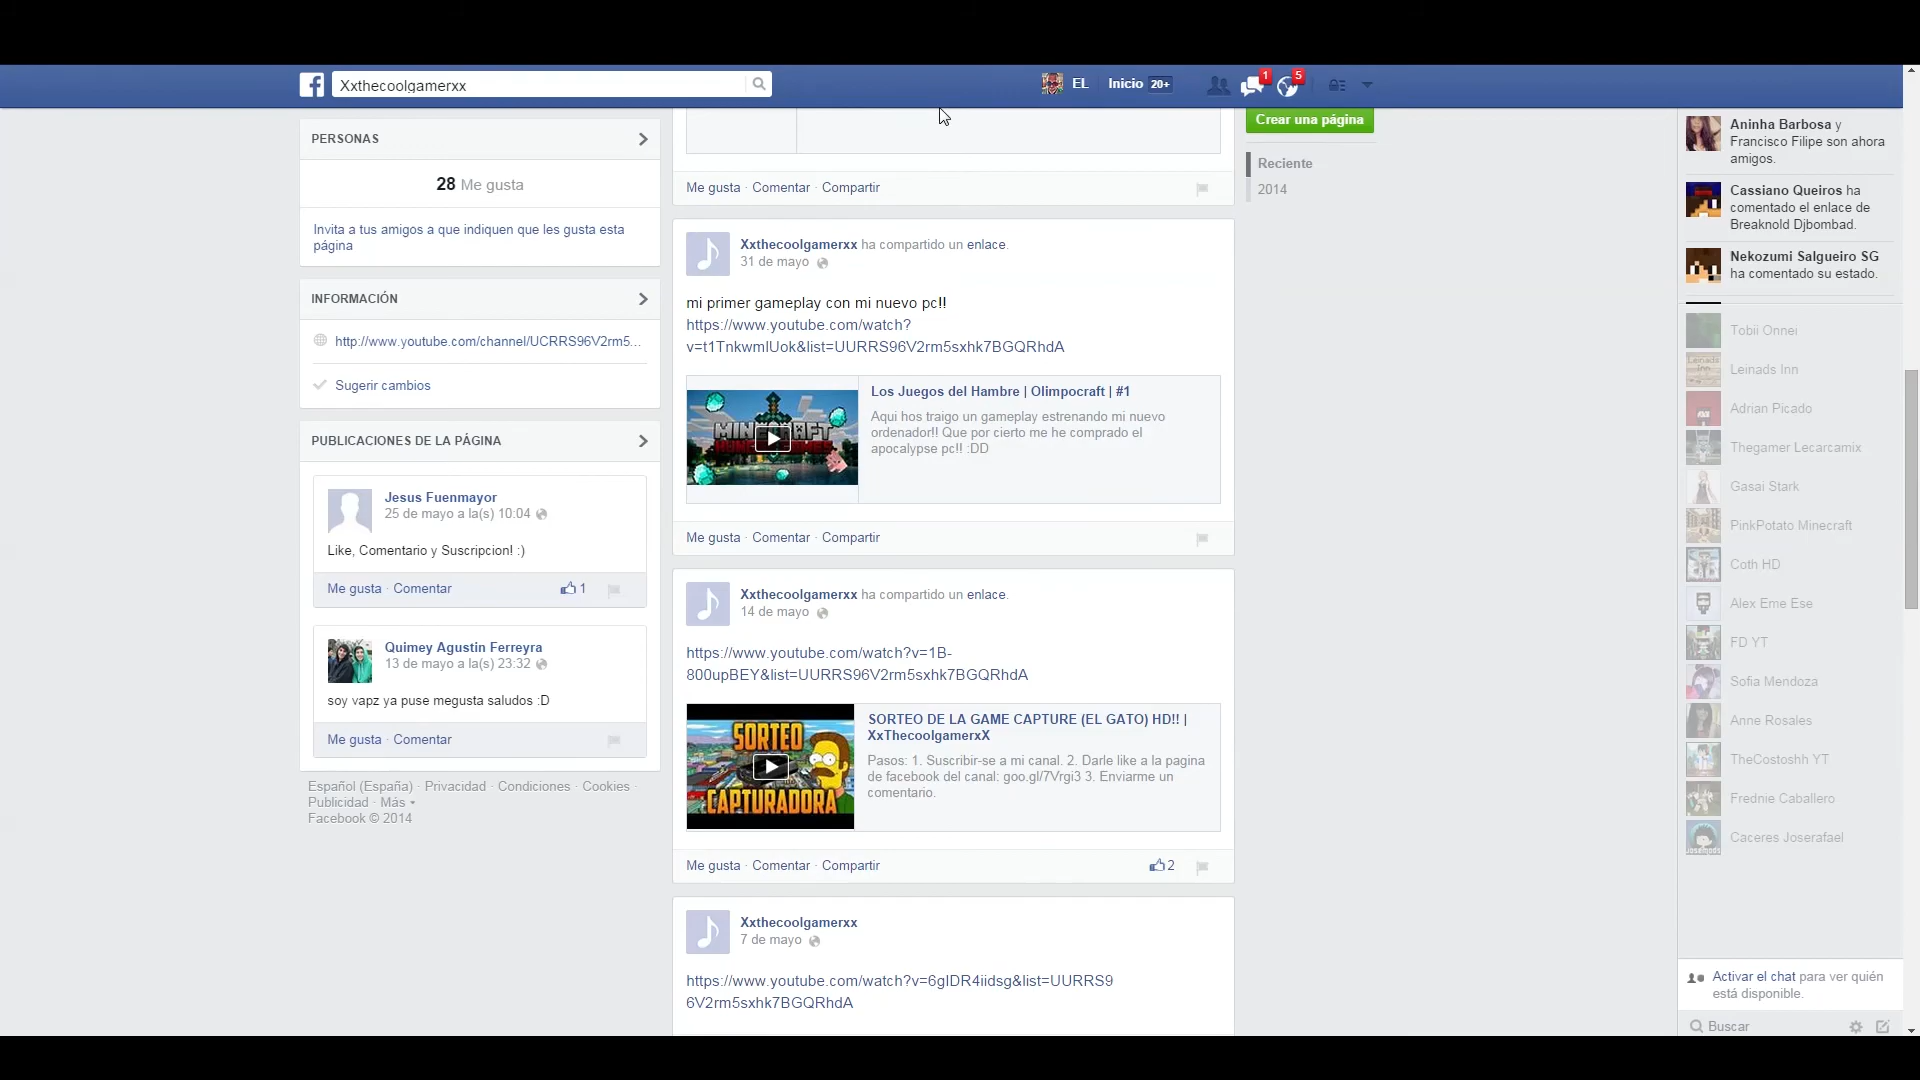 Xxthecoolgamerxx
EL
Inicio 20+
1
5
PERSONAS
28 Me gusta
Invita a tus amigos a que indiquen que les gusta esta
página
INFORMACIÓN
http://www.youtube.com/channel/UCRRS96V2rm5...
Sugerir cambios
PUBLICACIONES DE LA PÁGINA
Jesus Fuenmayor
25 de mayo a la(s) 10:04
Like, Comentario y Suscripcion! :)
Me gusta · Comentar
1
Quimey Agustin Ferreyra
13 de mayo a la(s) 23:32
soy vapz ya puse megusta saludos :D
Me gusta · Comentar
Español (España) · Privacidad · Condiciones · Cookies ·
Publicidad · Más
Facebook © 2014
Me gusta · Comentar · Compartir
Xxthecoolgamerxx ha compartido un enlace.
31 de mayo
mi primer gameplay con mi nuevo pc!!
https://www.youtube.com/watch?
v=t1TnkwmlUok&list=UURRS96V2rm5sxhk7BGQRhdA
MINECRAFT
HUNGER GAMES
Los Juegos del Hambre | Olimpocraft | #1
Aqui hos traigo un gameplay estrenando mi nuevo
ordenador!! Que por cierto me he comprado el
apocalypse pc!! :DD
Me gusta · Comentar · Compartir
Xxthecoolgamerxx ha compartido un enlace.
14 de mayo
https://www.youtube.com/watch?v=1B-
800upBEY&list=UURRS96V2rm5sxhk7BGQRhdA
SORTEO
CAPTURADORA
SORTEO DE LA GAME CAPTURE (EL GATO) HD!! |
XxThecoolgamerxX
Pasos: 1. Suscribir-se a mi canal. 2. Darle like a la pagina
de facebook del canal: goo.gl/7Vrgi3 3. Enviarme un
comentario.
Me gusta · Comentar · Compartir
2
Xxthecoolgamerxx
7 de mayo
https://www.youtube.com/watch?v=6glDR4iidsg&list=UURRS9
6V2rm5sxhk7BGQRhdA
Crear una página
Reciente
2014
Aninha Barbosa y
Francisco Filipe son ahora
amigos.
Cassiano Queiros ha
comentado el enlace de
Breaknold Djbombad.
Nekozumi Salgueiro SG
ha comentado su estado.
Tobii Onnei
Leinads Inn
Adrian Picado
Thegamer Lecarcamix
Gasai Stark
PinkPotato Minecraft
Coth HD
Alex Eme Ese
FD YT
Sofia Mendoza
Anne Rosales
TheCostoshh YT
Frednie Caballero
Caceres Joserafael
Activar el chat para ver quién
está disponible.
Buscar